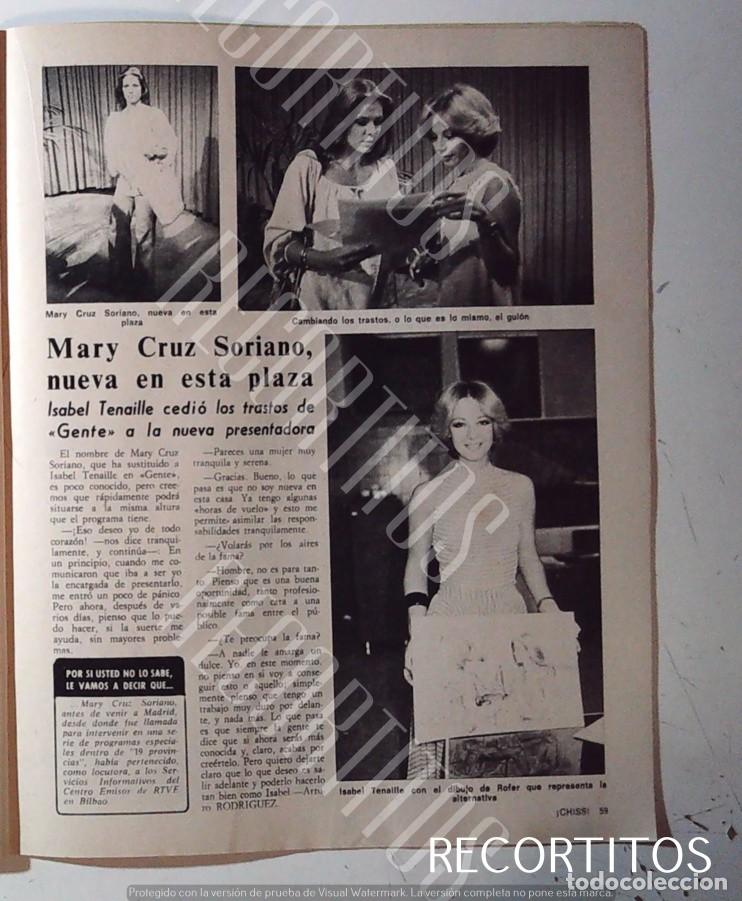 Mary Cruz Soriano, nueva en esta
plaza
Cambiando los trastos, o lo que es lo mismo, el guión
Mary Cruz Soriano,
nueva en esta plaza
Isabel Tenaille cedió los trastos de
«Gente» a la nueva presentadora
El nombre de Mary Cruz
Soriano, que ha sustituido a
Isabel Tenaille en «Gente»,
es poco conocido, pero cree-
mos que rápidamente podrá
situarse a la misma altura
que el programa tiene.
—¡Eso deseo yo de todo
corazón! —nos dice tranqui-
lamente, y continúa—: En
un principio, cuando me co-
municaron que iba a ser yo
la encargada de presentarlo,
me entró un poco de pánico.
Pero ahora, después de va-
rios días, pienso que lo pue-
do hacer, si la suerte me
ayuda, sin mayores proble-
mas.
POR SI USTED NO LO SABE,
LE VAMOS A DECIR QUE...
... Mary Cruz Soriano,
antes de venir a Madrid,
desde donde fue llamada
para intervenir en una se-
rie de programas especia-
les dentro de "19 provin-
cias", había pertenecido,
como locutora, a los Ser-
vicios Informativos del
Centro Emisor de RTVE
en Bilbao.
—Pareces una mujer muy
tranquila y serena.
—Gracias. Bueno, lo que
pasa es que no soy nueva en
esta casa. Ya tengo algunas
«horas de vuelo» y esto me
permite asimilar las respon-
sabilidades tranquilamente.
—¿Volarás por los aires
de la fama?
—Hombre, no es para tan-
to. Pienso que es una buena
oportunidad, tanto profesio-
nalmente como cara a una
posible fama entre el pú-
blico.
—¿Te preocupa la fama?
—A nadie le amarga un
dulce. Yo, en este momento,
no pienso en si voy a conse-
guir esto o aquello; simple-
mente pienso que tengo un
trabajo muy duro por delan-
te, y nada más. Lo que pasa
es que siempre la gente te
dice que si ahora serás más
conocida y, claro, acabas por
creértelo. Pero quiero dejarte
claro que lo que deseo es sa-
lir adelante y poderlo hacerlo
tan bien como Isabel.—Artu-
ro RODRIGUEZ.
Isabel Tenaille con el dibujo de Rofer que representa la
alternativa
¡CHISS! 59
RECORTITOS
RECORTITOS
RECORTITOS
RECORTITOS
todocoleccion
Protegido con la versión de prueba de Visual Watermark. La versión completa no pone esta marca.